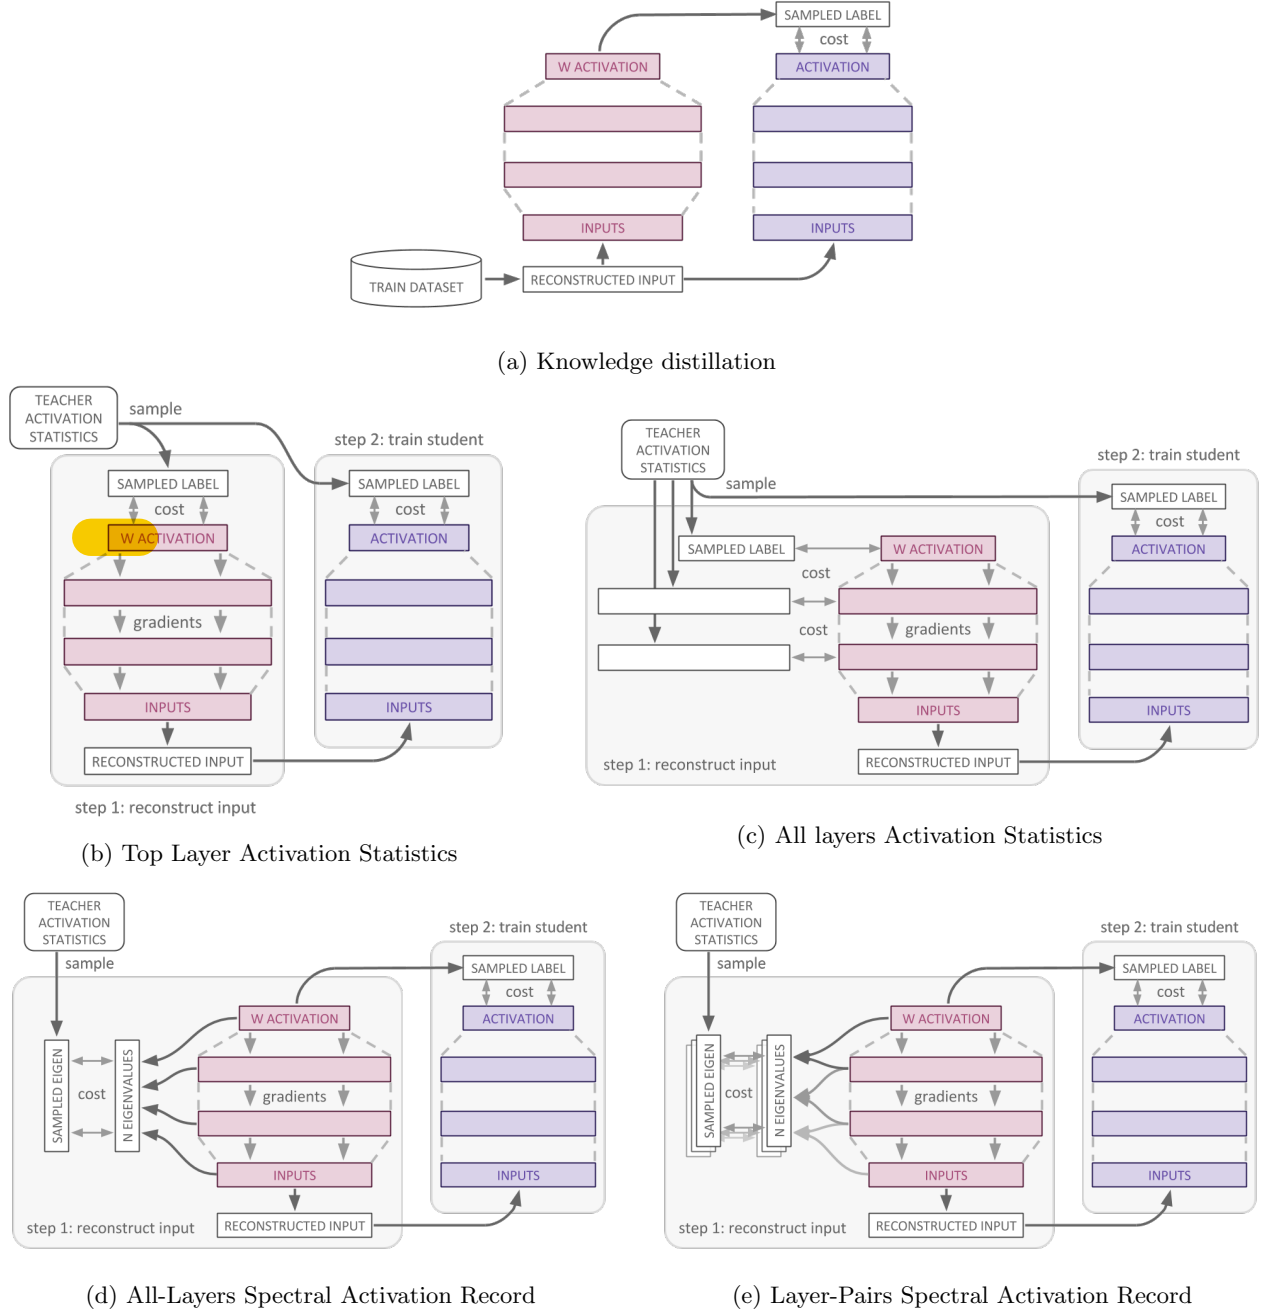 SAMPLED LABEL
cost
W ACTIVATION
ACTIVATION
INPUTS
INPUTS
TRAIN DATASET
RECONSTRUCTED INPUT
(a) Knowledge distillation
TEACHER
ACTIVATION
STATISTICS
sample
step 2: train student
SAMPLED LABEL
SAMPLED LABEL
cost
cost
W ACTIVATION
ACTIVATION
gradients
INPUTS
INPUTS
RECONSTRUCTED INPUT
step 1: reconstruct input
(b) Top Layer Activation Statistics
TEACHER
ACTIVATION
STATISTICS
sample
step 2: train student
SAMPLED LABEL
cost
SAMPLED LABEL
W ACTIVATION
ACTIVATION
cost
cost
gradients
INPUTS
INPUTS
RECONSTRUCTED INPUT
step 1: reconstruct input
(c) All layers Activation Statistics
TEACHER
ACTIVATION
STATISTICS
sample
step 2: train student
SAMPLED LABEL
cost
W ACTIVATION
ACTIVATION
SAMPLED EIGEN
cost
N EIGENVALUES
gradients
INPUTS
INPUTS
step 1: reconstruct input
RECONSTRUCTED INPUT
(d) All-Layers Spectral Activation Record
TEACHER
ACTIVATION
STATISTICS
sample
step 2: train student
SAMPLED LABEL
cost
W ACTIVATION
ACTIVATION
SAMPLED EIGEN
cost
N EIGENVALUES
gradients
INPUTS
INPUTS
step 1: reconstruct input
RECONSTRUCTED INPUT
(e) Layer-Pairs Spectral Activation Record